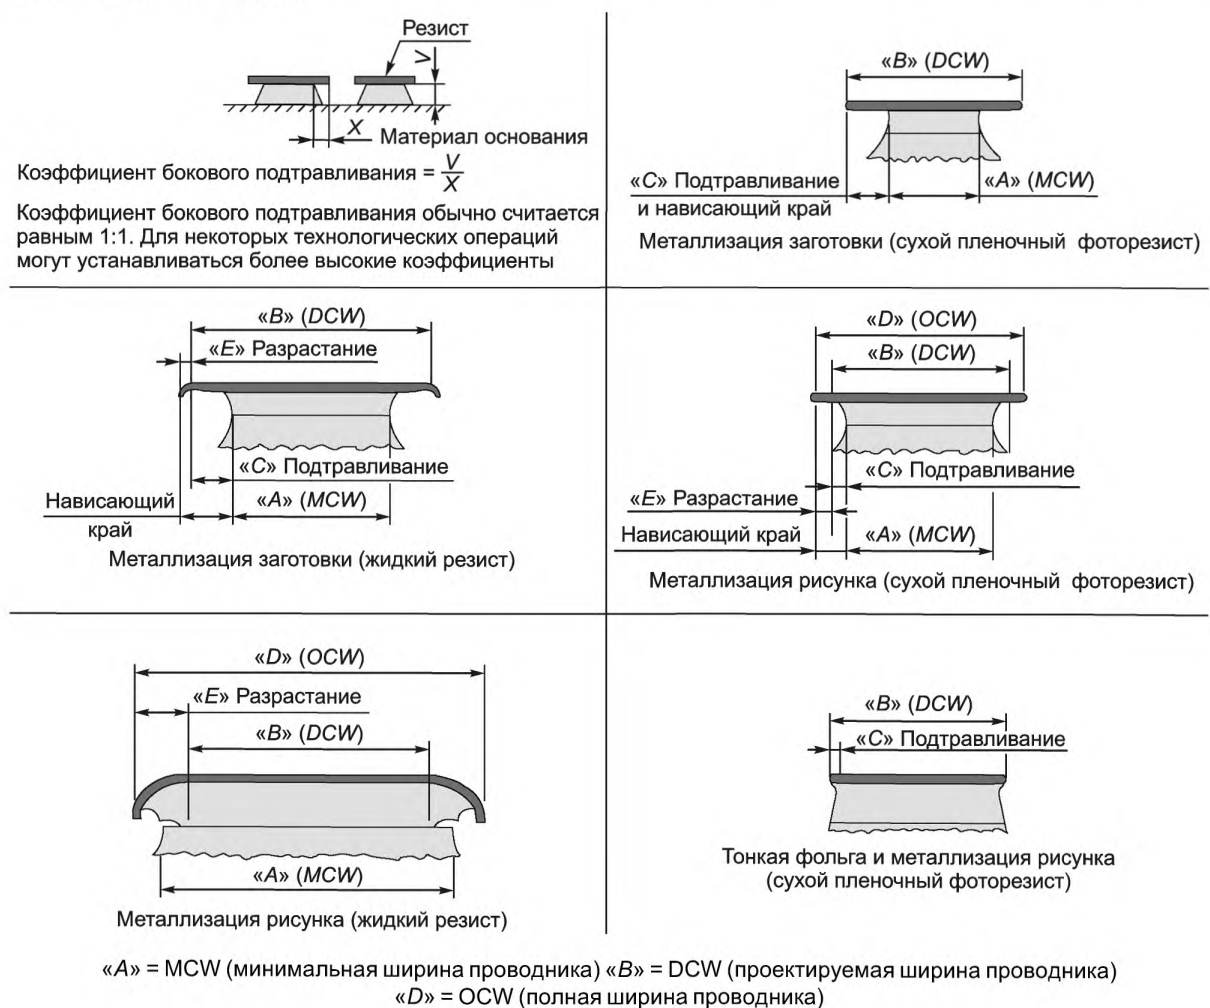 Резист
V
X
Материал основания
Коэффициент бокового подтравливания = V/X
Коэффициент бокового подтравливания обычно считается
равным 1:1. Для некоторых технологических операций
могут устанавливаться более высокие коэффициенты
«B» (DCW)
«C» Подтравливание
и нависающий край
«A» (MCW)
Металлизация заготовки (сухой пленочный фоторезист)
«B» (DCW)
«E» Разрастание
«C» Подтравливание
Нависающий
край
«A» (MCW)
Металлизация заготовки (жидкий резист)
«D» (OCW)
«B» (DCW)
«C» Подтравливание
«E» Разрастание
Нависающий край
«A» (MCW)
Металлизация рисунка (сухой пленочный фоторезист)
«D» (OCW)
«E» Разрастание
«B» (DCW)
«A» (MCW)
Металлизация рисунка (жидкий резист)
«B» (DCW)
«C» Подтравливание
Тонкая фольга и металлизация рисунка
(сухой пленочный фоторезист)
«A» = MCW (минимальная ширина проводника) «B» = DCW (проектируемая ширина проводника)
«D» = OCW (полная ширина проводника)